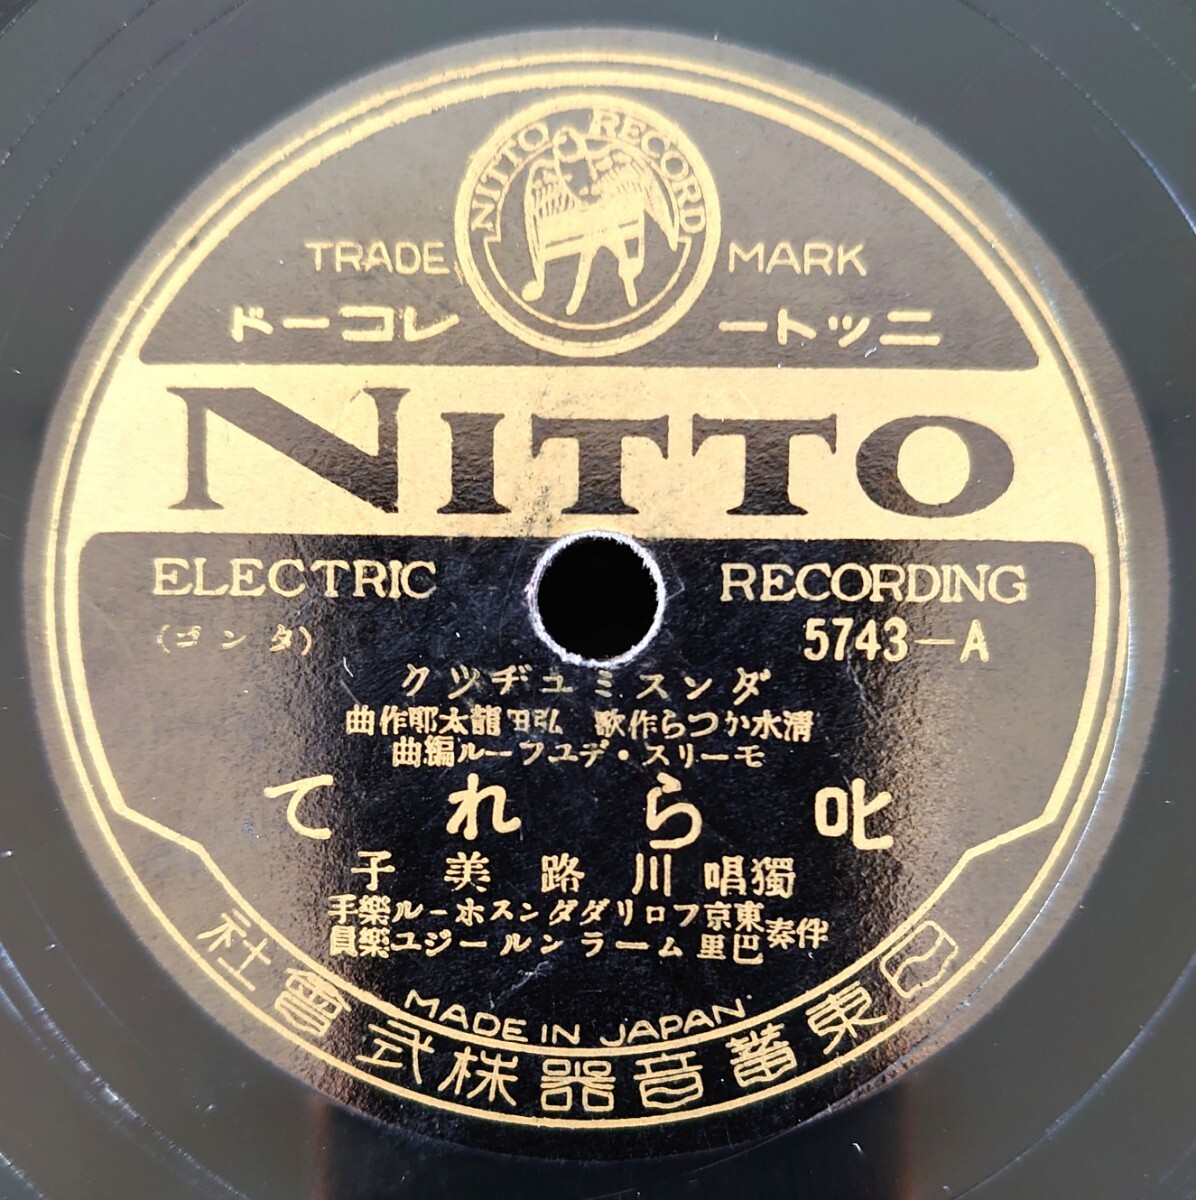 NITTO RECORD
TRADE MARK
ニットー レコード
NITTO
ELECTRIC RECORDING
(タンゴ)
5743-A
ダンスミユヂツク
清水かつら作歌 弘田龍太郎作曲
モーリス・デユフール編曲
叱られて
獨唱 川路美子
伴奏 東京フロリダダンスホール樂手
巴里ムーランルージユ樂員
MADE IN JAPAN
日東蓄音器株式會社